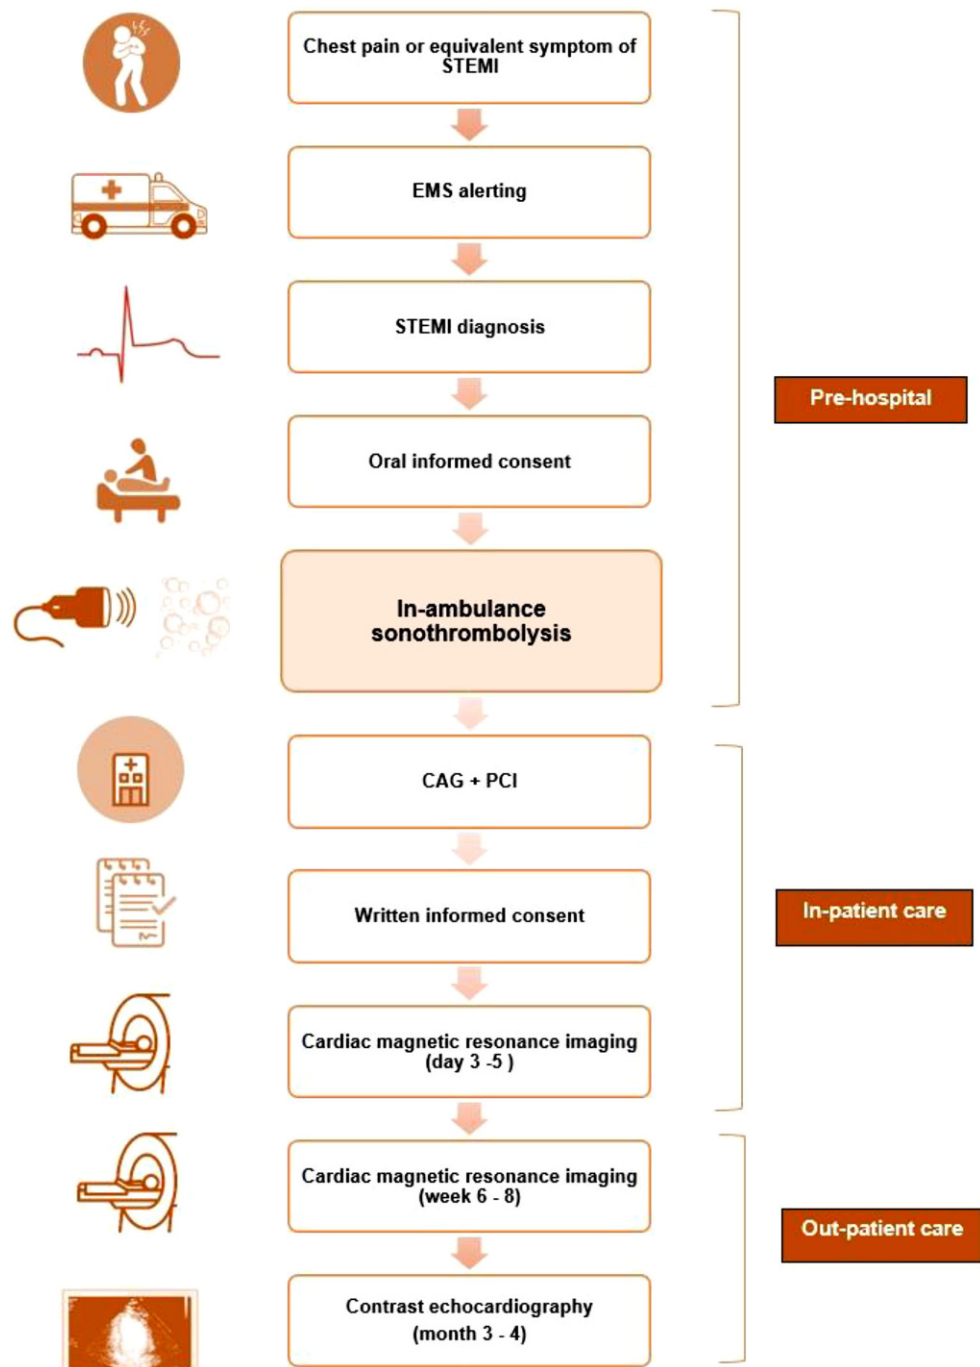 Chest pain or equivalent symptom of
STEMI
EMS alerting
STEMI diagnosis
Pre-hospital
Oral informed consent
In-ambulance
sonothrombolysis
CAG + PCI
Written informed consent
In-patient care
Cardiac magnetic resonance imaging
(day 3 -5 )
Cardiac magnetic resonance imaging
(week 6 - 8)
Out-patient care
Contrast echocardiography
(month 3 - 4)